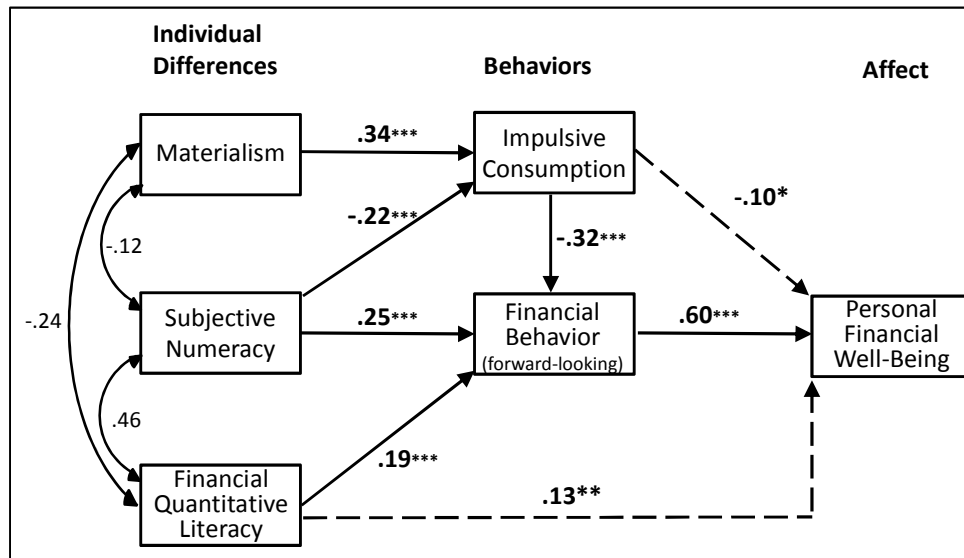 Individual
Differences
Behaviors
Affect
Materialism
.34***
Impulsive
Consumption
-.10*
-.22***
-.12
-.32***
-.24
Subjective
Numeracy
.25***
Financial
Behavior
(forward-looking)
.60***
Personal
Financial
Well-Being
.46
.19***
Financial
Quantitative
Literacy
.13**